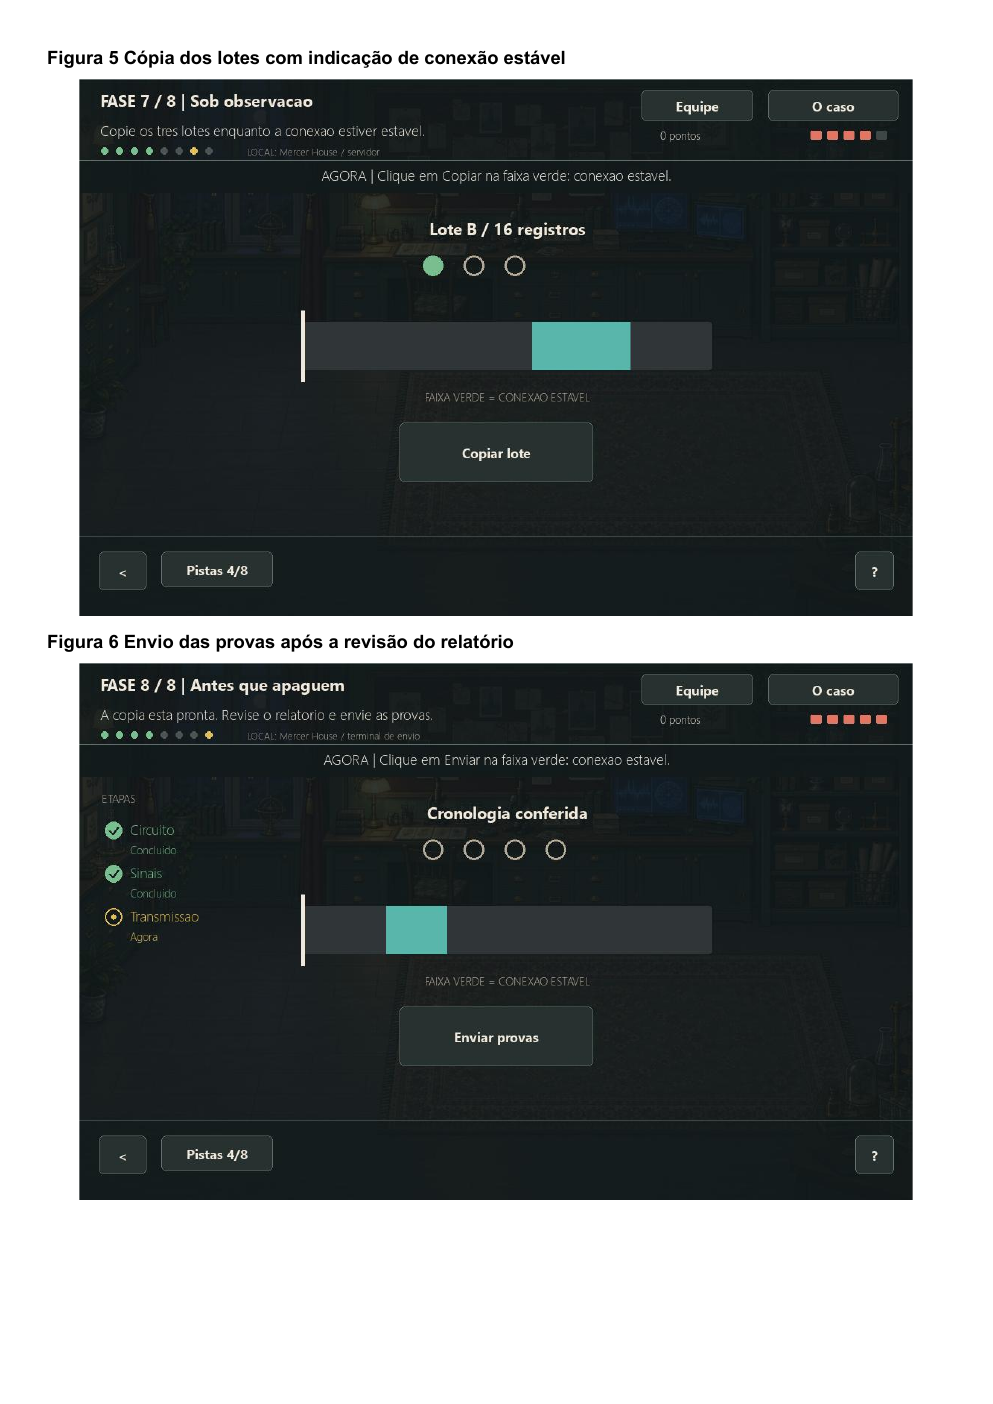 Figura 5 Cópia dos lotes com indicação de conexão estável
FASE 7 / 8 | Sob observacao
Equipe
O caso
Copie os tres lotes enquanto a conexao estiver estavel.
0 pontos
LOCAL: Mercer House / servidor
AGORA | Clique em Copiar na faixa verde: conexao estavel.
Lote B / 16 registros
FAIXA VERDE = CONEXAO ESTAVEL
Copiar lote
<
Pistas 4/8
?
Figura 6 Envio das provas após a revisão do relatório
FASE 8 / 8 | Antes que apaguem
Equipe
O caso
A copia esta pronta. Revise o relatorio e envie as provas.
0 pontos
LOCAL: Mercer House / terminal de envio
AGORA | Clique em Enviar na faixa verde: conexao estavel.
ETAPAS
Cronologia conferida
Circuito
Concluido
Sinais
Concluido
Transmissao
Agora
FAIXA VERDE = CONEXAO ESTAVEL
Enviar provas
<
Pistas 4/8
?